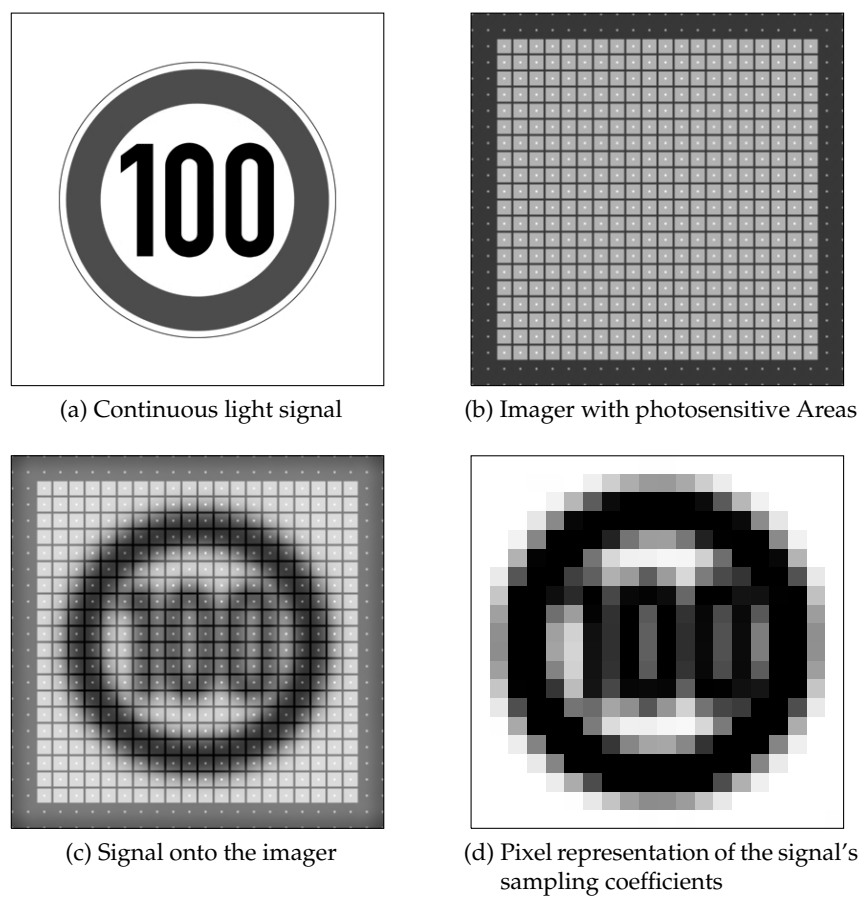 100
(a) Continuous light signal
(b) Imager with photosensitive Areas
(c) Signal onto the imager
(d) Pixel representation of the signal's
sampling coefficients